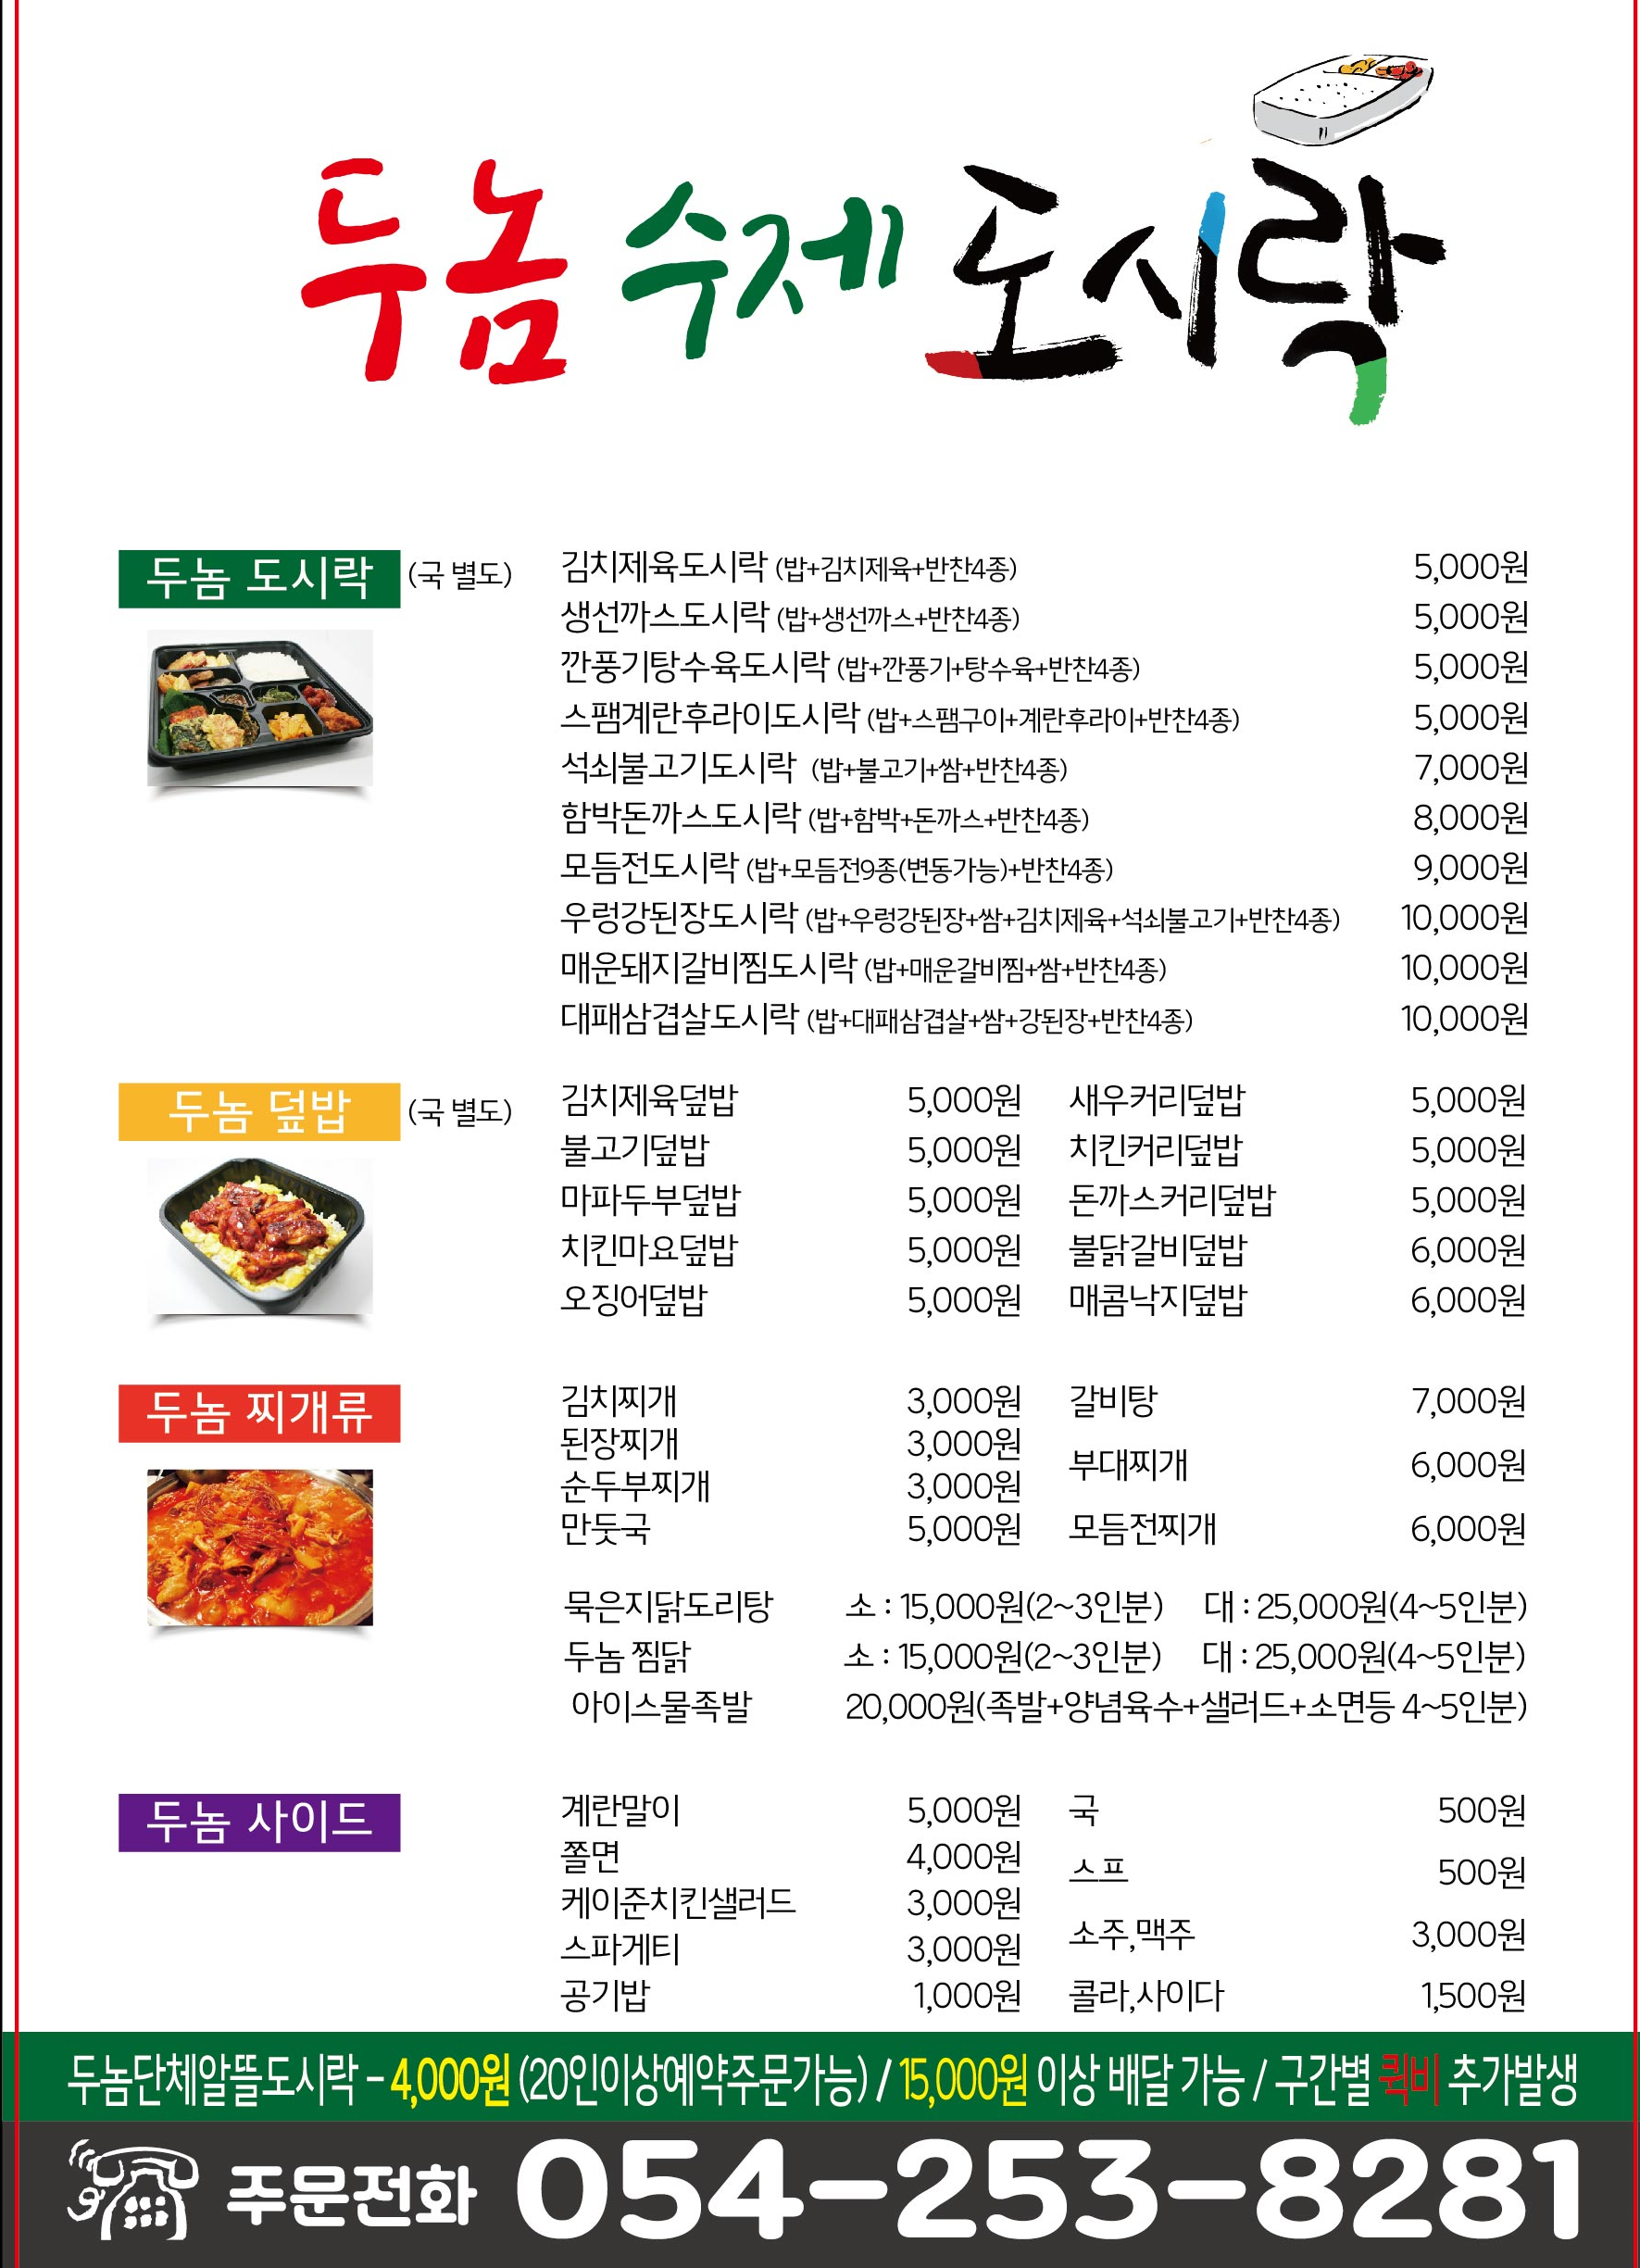 두놈 수제 도시락
두놈 도시락 (국 별도)
김치제육도시락 (밥+김치제육+반찬4종) 5,000원
생선까스도시락 (밥+생선까스+반찬4종) 5,000원
깐풍기탕수육도시락 (밥+깐풍기+탕수육+반찬4종) 5,000원
스팸계란후라이도시락 (밥+스팸구이+계란후라이+반찬4종) 5,000원
석쇠불고기도시락 (밥+불고기+쌈+반찬4종) 7,000원
함박돈까스도시락 (밥+함박+돈까스+반찬4종) 8,000원
모듬전도시락 (밥+모듬전9종(변동가능)+반찬4종) 9,000원
우렁강된장도시락 (밥+우렁강된장+쌈+김치제육+석쇠불고기+반찬4종) 10,000원
매운돼지갈비찜도시락 (밥+매운갈비찜+쌈+반찬4종) 10,000원
대패삼겹살도시락 (밥+대패삼겹살+쌈+강된장+반찬4종) 10,000원
두놈 덮밥 (국 별도)
김치제육덮밥 5,000원 새우커리덮밥 5,000원
불고기덮밥 5,000원 치킨커리덮밥 5,000원
마파두부덮밥 5,000원 돈까스커리덮밥 5,000원
치킨마요덮밥 5,000원 불닭갈비덮밥 6,000원
오징어덮밥 5,000원 매콤낙지덮밥 6,000원
두놈 찌개류
김치찌개 3,000원 갈비탕 7,000원
된장찌개 3,000원
부대찌개 6,000원
순두부찌개 3,000원
만둣국 5,000원 모듬전찌개 6,000원
묵은지닭도리탕 소 : 15,000원(2~3인분) 대 : 25,000원(4~5인분)
두놈 찜닭 소 : 15,000원(2~3인분) 대 : 25,000원(4~5인분)
아이스물족발 20,000원(족발+양념육수+샐러드+소면등 4~5인분)
두놈 사이드
계란말이 5,000원 국 500원
쫄면 4,000원
스프 500원
케이준치킨샐러드 3,000원
소주,맥주 3,000원
스파게티 3,000원
공기밥 1,000원 콜라,사이다 1,500원
두놈단체알뜰도시락 - 4,000원 (20인이상예약주문가능) / 15,000원 이상 배달 가능 / 구간별 퀵비 추가발생
주문전화 054-253-8281